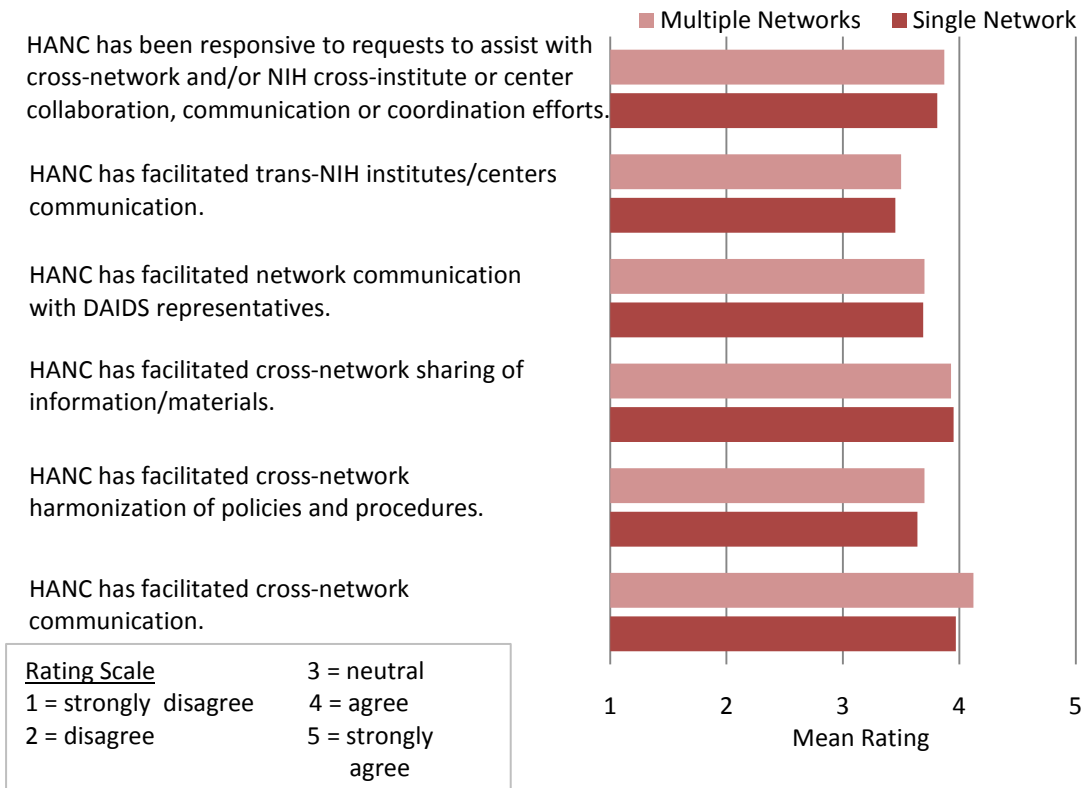 Multiple Networks Single Network
HANC has been responsive to requests to assist with
cross-network and/or NIH cross-institute or center
collaboration, communication or coordination efforts.
HANC has facilitated trans-NIH institutes/centers
communication.
HANC has facilitated network communication
with DAIDS representatives.
HANC has facilitated cross-network sharing of
information/materials.
HANC has facilitated cross-network
harmonization of policies and procedures.
HANC has facilitated cross-network
communication.
Rating Scale
1 = strongly disagree
2 = disagree
3 = neutral
4 = agree
5 = strongly
agree
1 2 3 4 5
Mean Rating